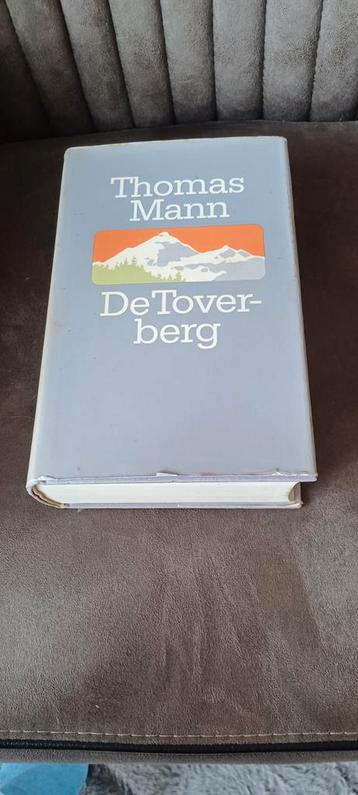 Thomas
Mann
De Tover-
berg